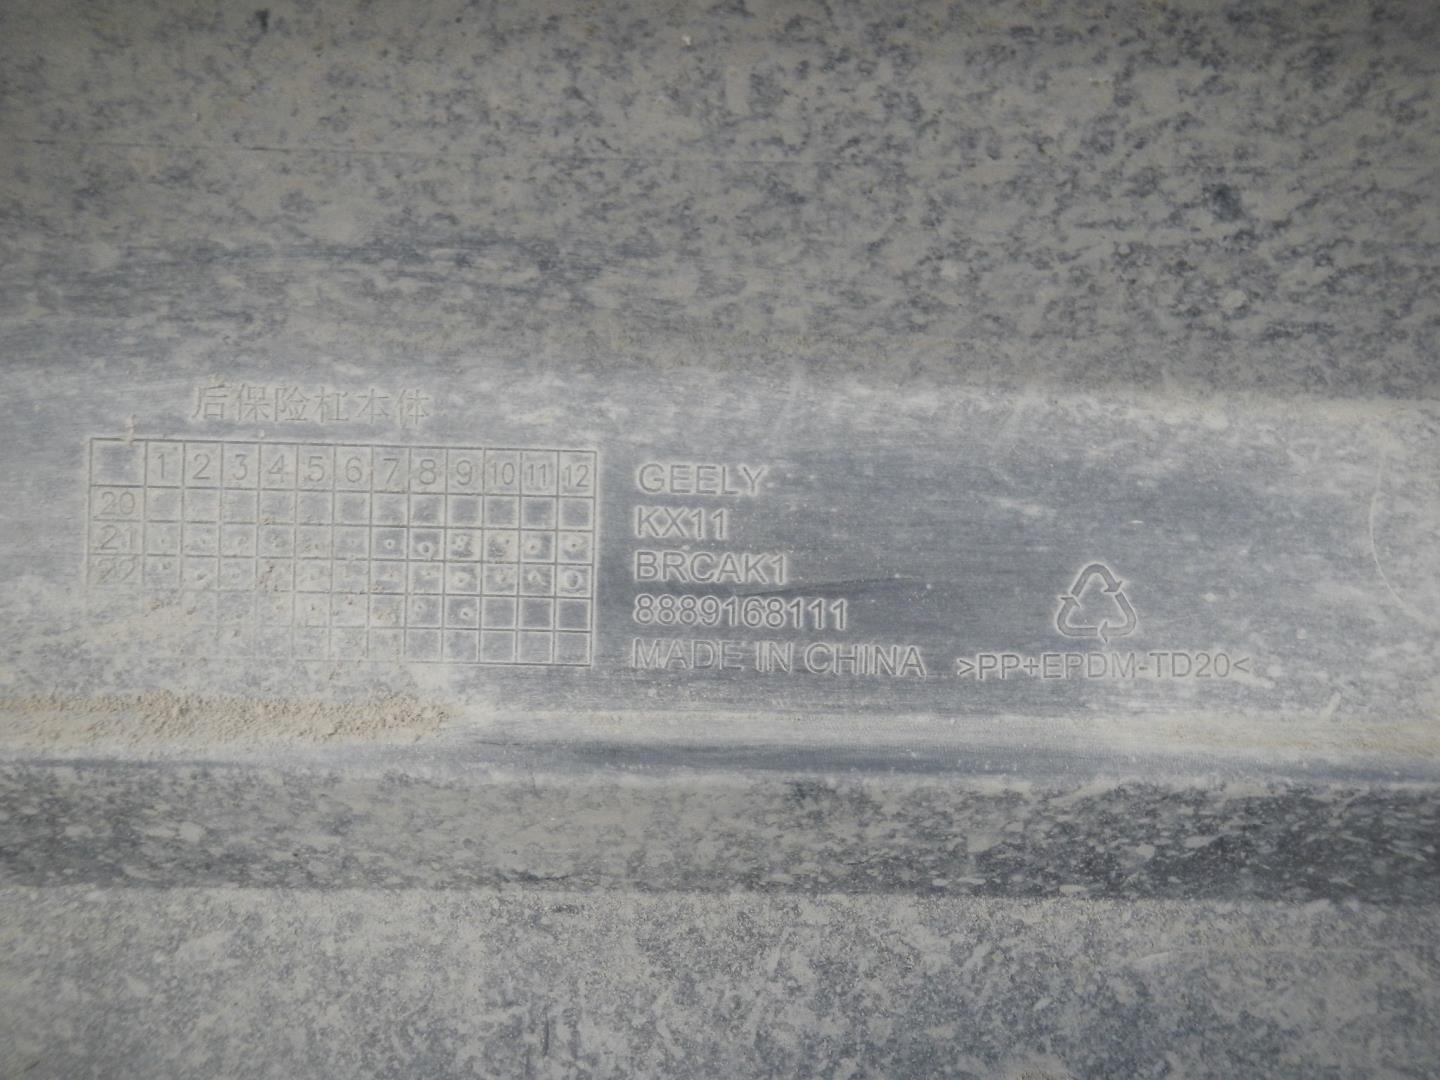 后保险杠本体
1 2 3 4 5 6 7 8 9 10 11 12
20
21
22
GEELY
KX11
BRCAK1
8889168111
MADE IN CHINA
>PP+EPDM-TD20<